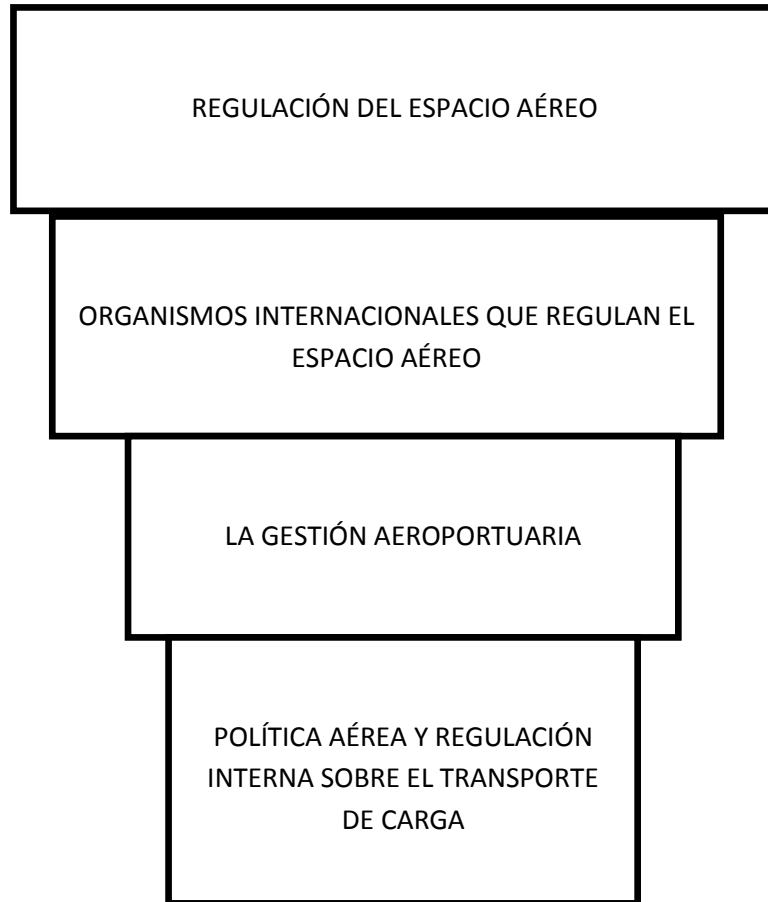 REGULACIÓN DEL ESPACIO AÉREO
ORGANISMOS INTERNACIONALES QUE REGULAN EL
ESPACIO AÉREO
LA GESTIÓN AEROPORTUARIA
POLÍTICA AÉREA Y REGULACIÓN
INTERNA SOBRE EL TRANSPORTE
DE CARGA